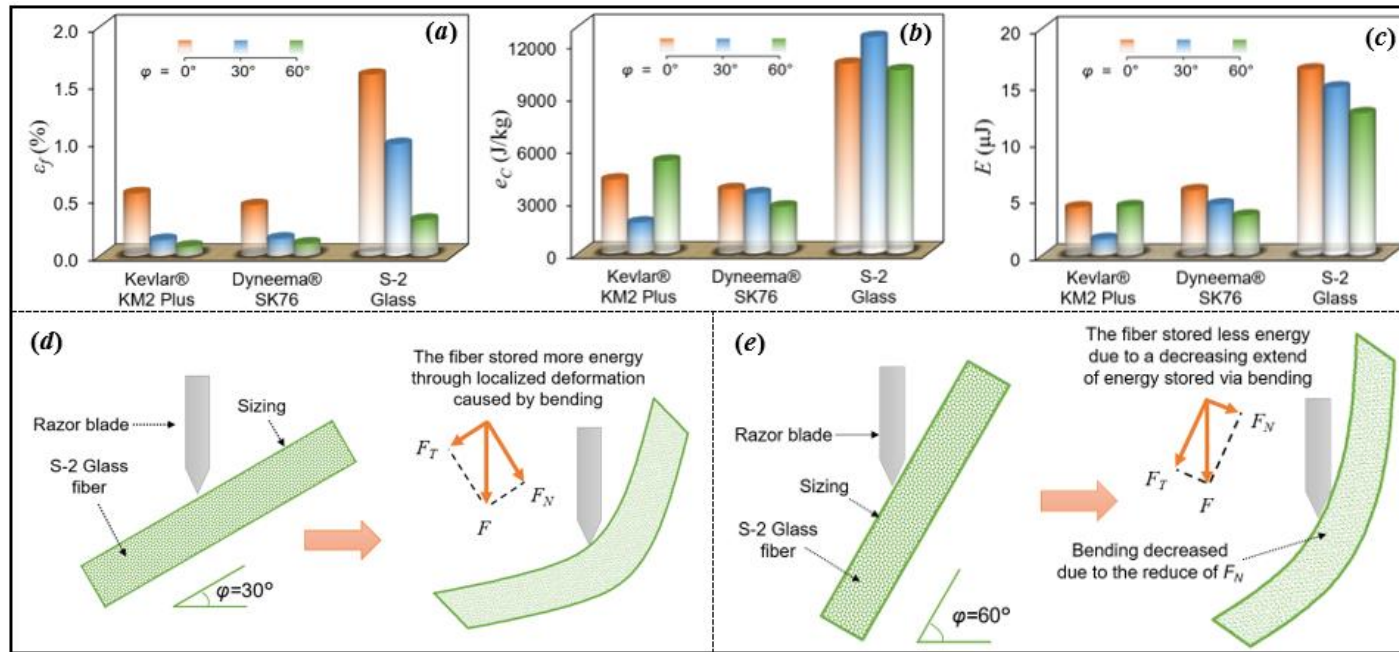 (a)
2.0
1.5
1.0
0.5
0.0
εf (%)
φ = 0° 30° 60°
Kevlar®
KM2 Plus
Dyneema®
SK76
S-2
Glass
(b)
12000
9000
6000
3000
0
eC (J/kg)
φ = 0° 30° 60°
Kevlar®
KM2 Plus
Dyneema®
SK76
S-2
Glass
(c)
20
15
10
5
0
E (μJ)
φ = 0° 30° 60°
Kevlar®
KM2 Plus
Dyneema®
SK76
S-2
Glass
(d)
Razor blade
Sizing
S-2 Glass
fiber
φ=30°
The fiber stored more energy
through localized deformation
caused by bending
FT
FN
F
(e)
Razor blade
Sizing
S-2 Glass
fiber
φ=60°
The fiber stored less energy
due to a decreasing extend
of energy stored via bending
FN
FT
F
Bending decreased
due to the reduce of FN